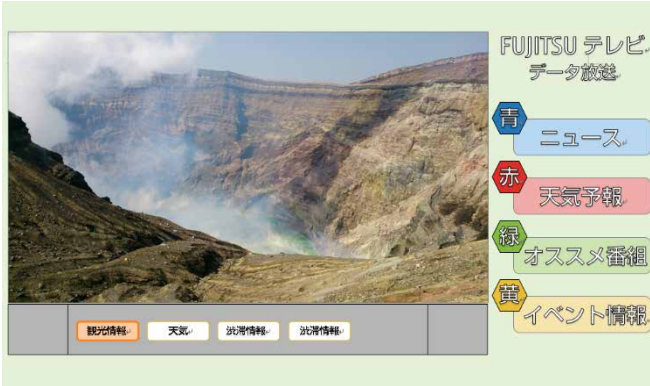 FUJITSU テレビ
データ放送
青
ニュース
赤
天気予報
緑
オススメ番組
黄
イベント情報
観光情報
天気
渋滞情報
渋滞情報